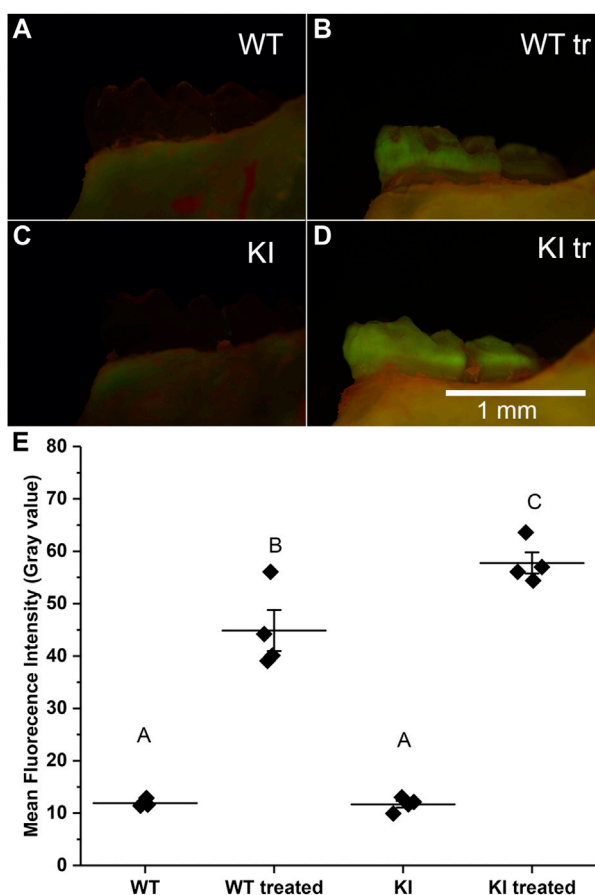 A
WT
B
WT tr
C
KI
D
KI tr
1 mm
E
Mean Fluorecence Intensity (Gray value)
80
70
60
50
40
30
20
10
0
A
B
A
C
WT
WT treated
KI
KI treated